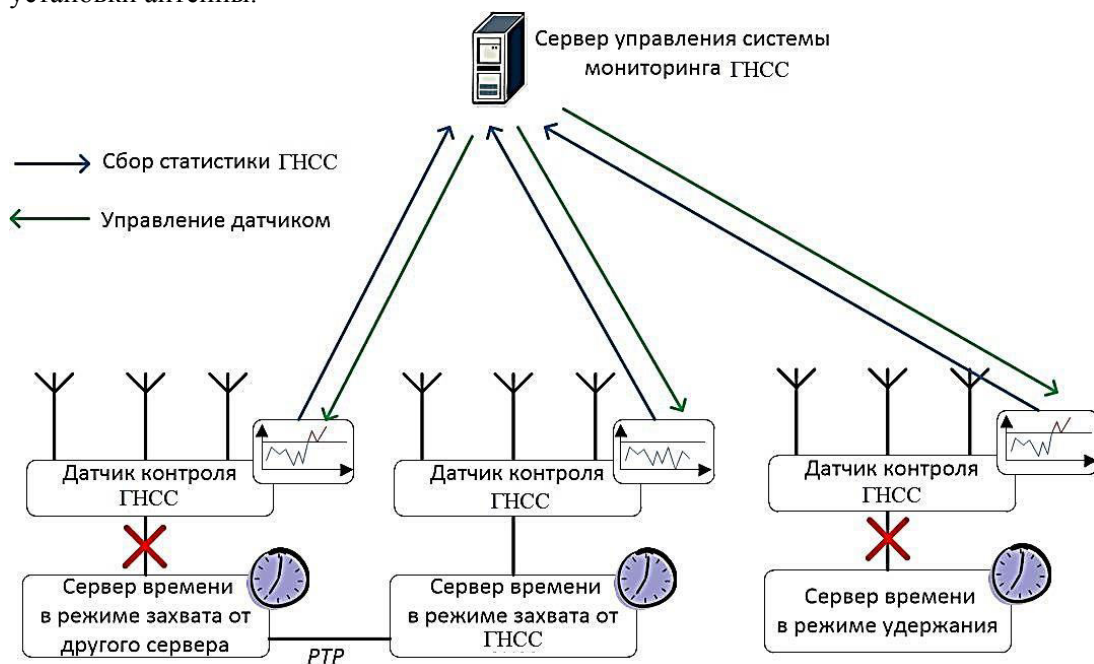 установки антенны.
Сервер управления системы
мониторинга ГНСС
Сбор статистики ГНСС
Управление датчиком
Датчик контроля
ГНСС
Датчик контроля
ГНСС
Датчик контроля
ГНСС
Сервер времени
в режиме захвата от
другого сервера
PTP
Сервер времени
в режиме захвата от
ГНСС
Сервер времени
в режиме удержания